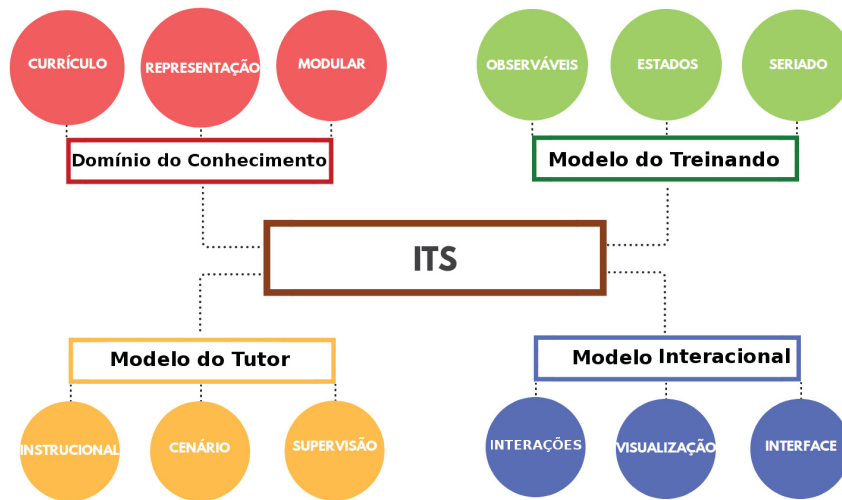 CURRÍCULO
REPRESENTAÇÃO
MODULAR
OBSERVÁVEIS
ESTADOS
SERIADO
Domínio do Conhecimento
Modelo do Treinando
ITS
Modelo do Tutor
Modelo Interacional
INSTRUCIONAL
CENÁRIO
SUPERVISÃO
INTERAÇÕES
VISUALIZAÇÃO
INTERFACE